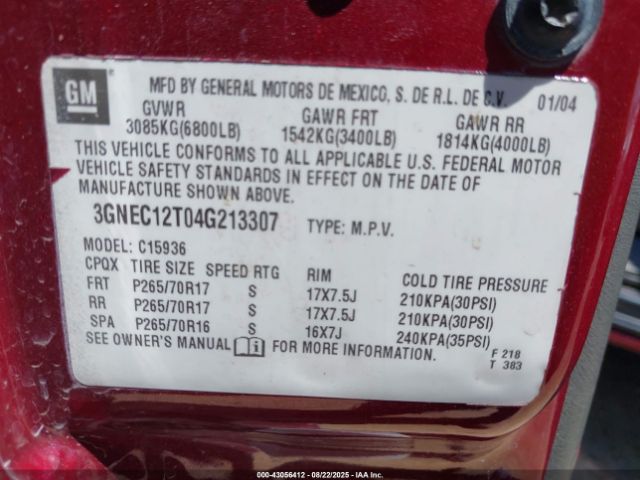 GM
MFD BY GENERAL MOTORS DE MEXICO, S. DE R.L. DE C.V. 01/04
GVWR GAWR FRT GAWR RR
3085KG(6800LB) 1542KG(3400LB) 1814KG(4000LB)
THIS VEHICLE CONFORMS TO ALL APPLICABLE U.S. FEDERAL MOTOR
VEHICLE SAFETY STANDARDS IN EFFECT ON THE DATE OF
MANUFACTURE SHOWN ABOVE.
3GNEC12T04G213307 TYPE: M.P.V.
MODEL: C15936
CPQX TIRE SIZE SPEED RTG RIM COLD TIRE PRESSURE
FRT P265/70R17 S 17X7.5J 210KPA(30PSI)
RR P265/70R17 S 17X7.5J 210KPA(30PSI)
SPA P265/70R16 S 16X7J 240KPA(35PSI)
SEE OWNER'S MANUAL FOR MORE INFORMATION.
F 218
T 383
000-43056412 - 08/22/2025 - IAA Inc.